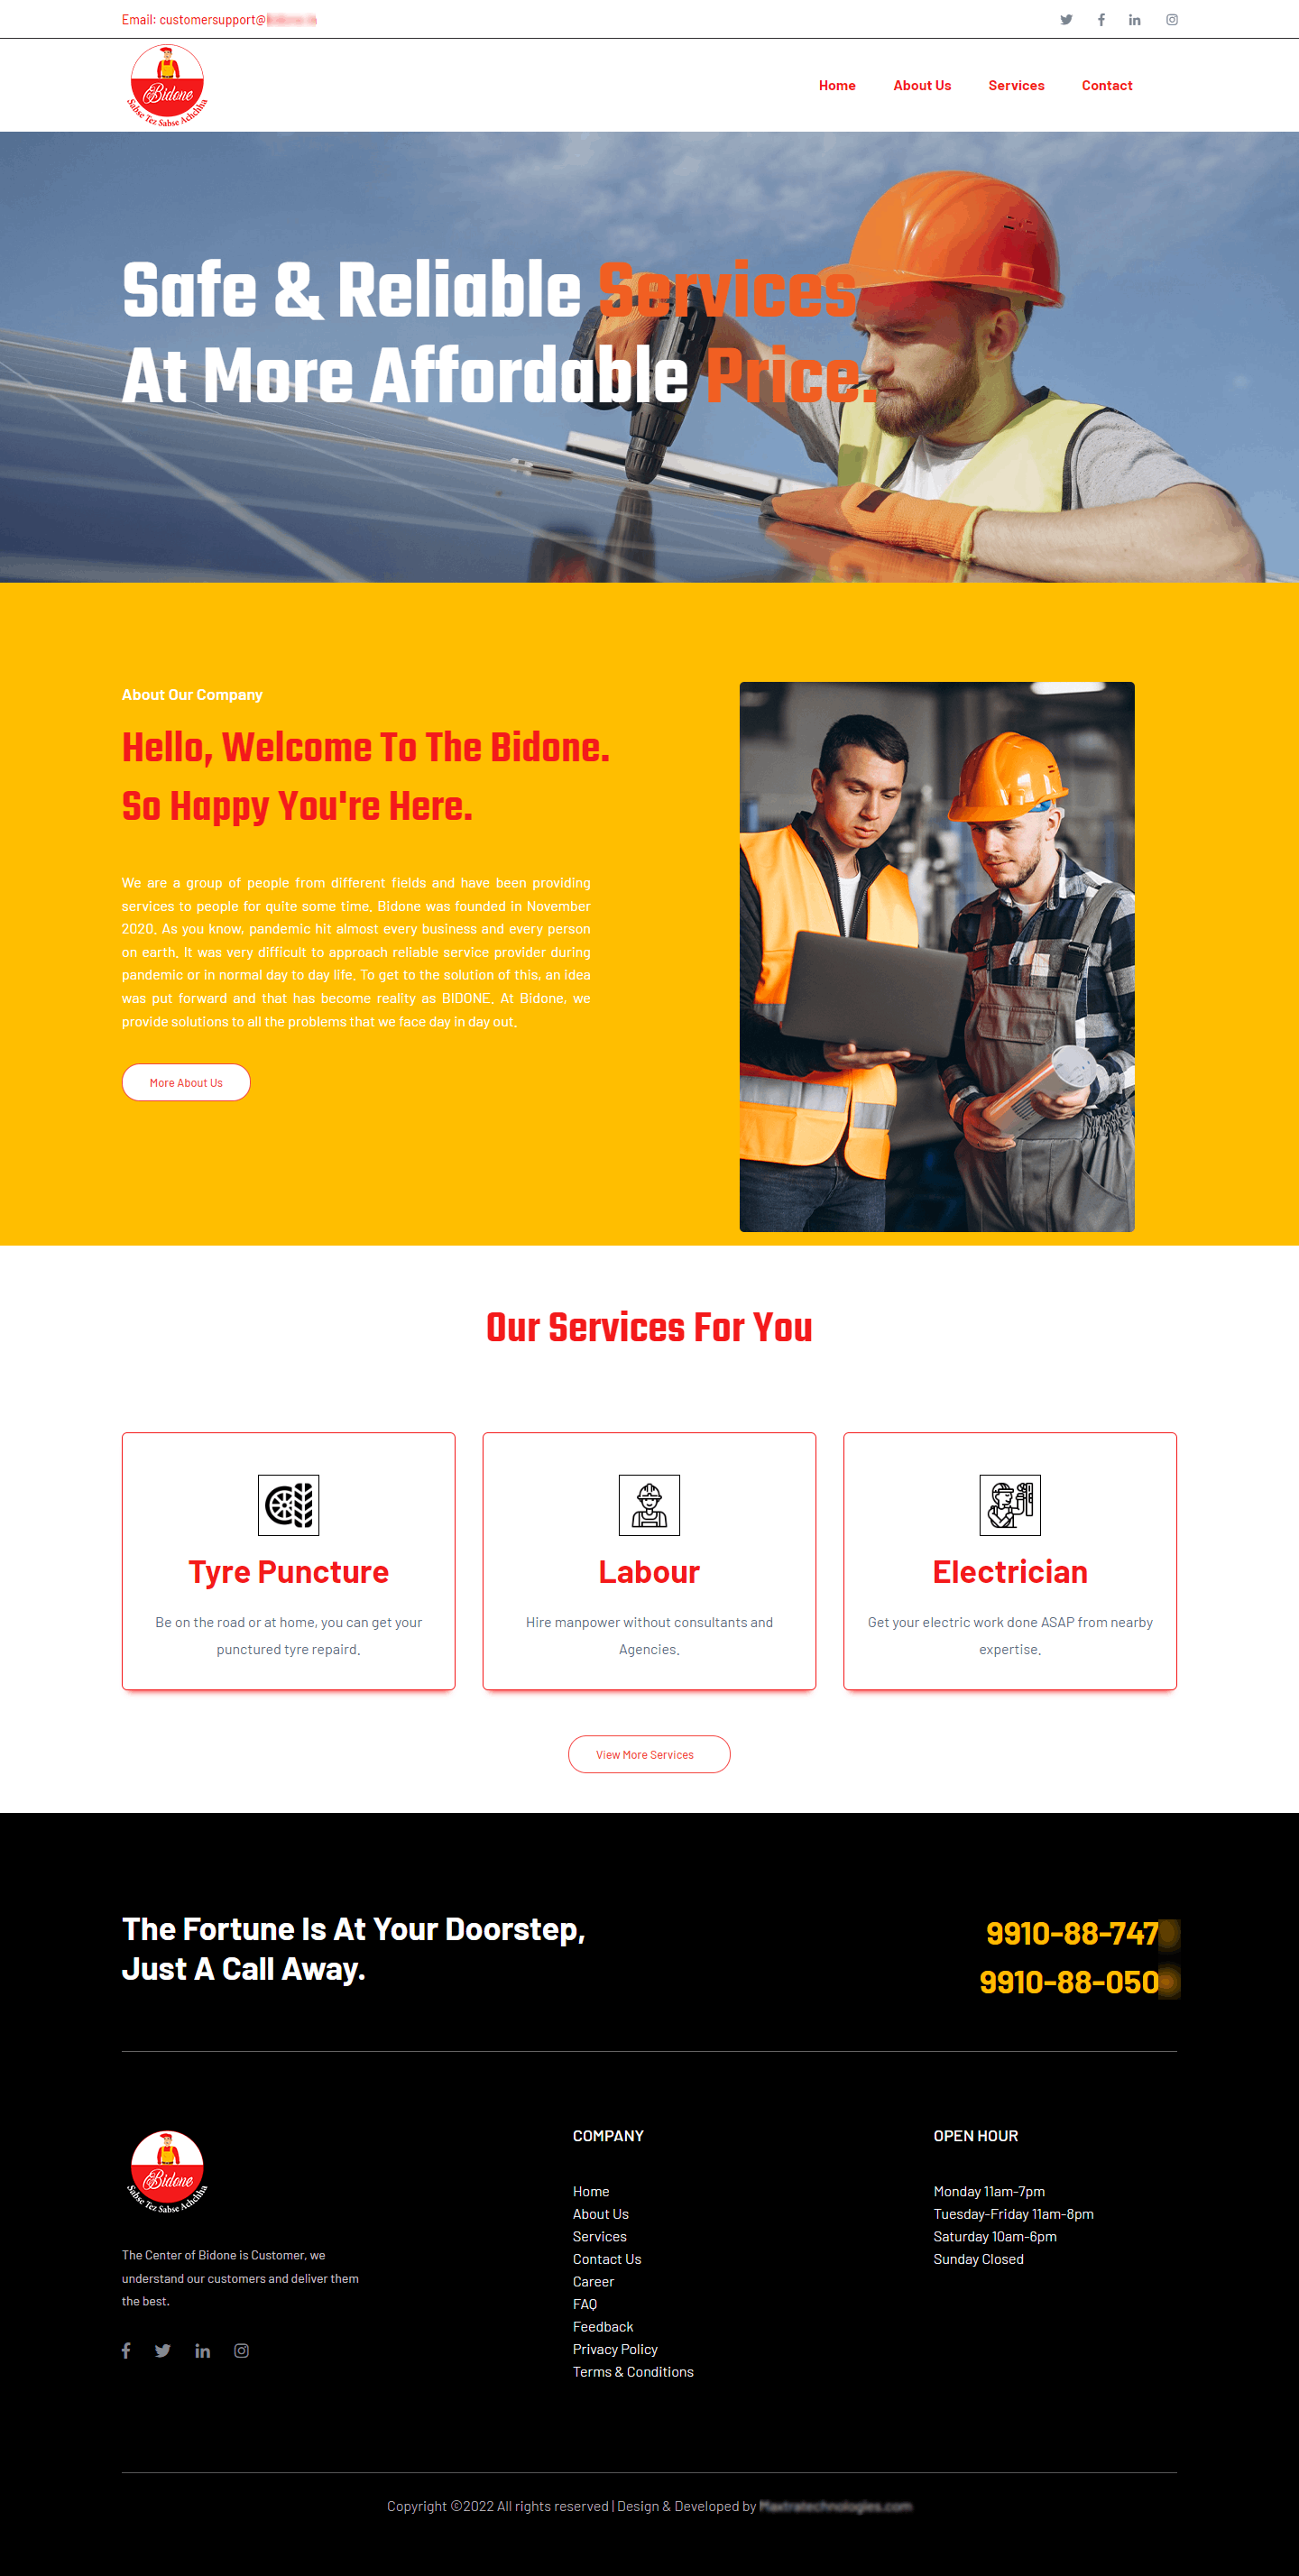 Email: customersupport@
Bidone
Sabse Tez Sabse Achchha
Home About Us Services Contact
Safe & Reliable Services
At More Affordable Price.
About Our Company
Hello, Welcome To The Bidone.
So Happy You're Here.
We are a group of people from different fields and have been providing
services to people for quite some time. Bidone was founded in November
2020. As you know, pandemic hit almost every business and every person
on earth. It was very difficult to approach reliable service provider during
pandemic or in normal day to day life. To get to the solution of this, an idea
was put forward and that has become reality as BIDONE. At Bidone, we
provide solutions to all the problems that we face day in day out.
More About Us
Our Services For You
Tyre Puncture
Be on the road or at home, you can get your
punctured tyre repaird.
Labour
Hire manpower without consultants and
Agencies.
Electrician
Get your electric work done ASAP from nearby
expertise.
View More Services
The Fortune Is At Your Doorstep,
Just A Call Away.
9910-88-747
9910-88-050
Bidone
Sabse Tez Sabse Achchha
The Center of Bidone is Customer, we
understand our customers and deliver them
the best.
COMPANY
Home
About Us
Services
Contact Us
Career
FAQ
Feedback
Privacy Policy
Terms & Conditions
OPEN HOUR
Monday 11am-7pm
Tuesday-Friday 11am-8pm
Saturday 10am-6pm
Sunday Closed
Copyright ©2022 All rights reserved | Design & Developed by